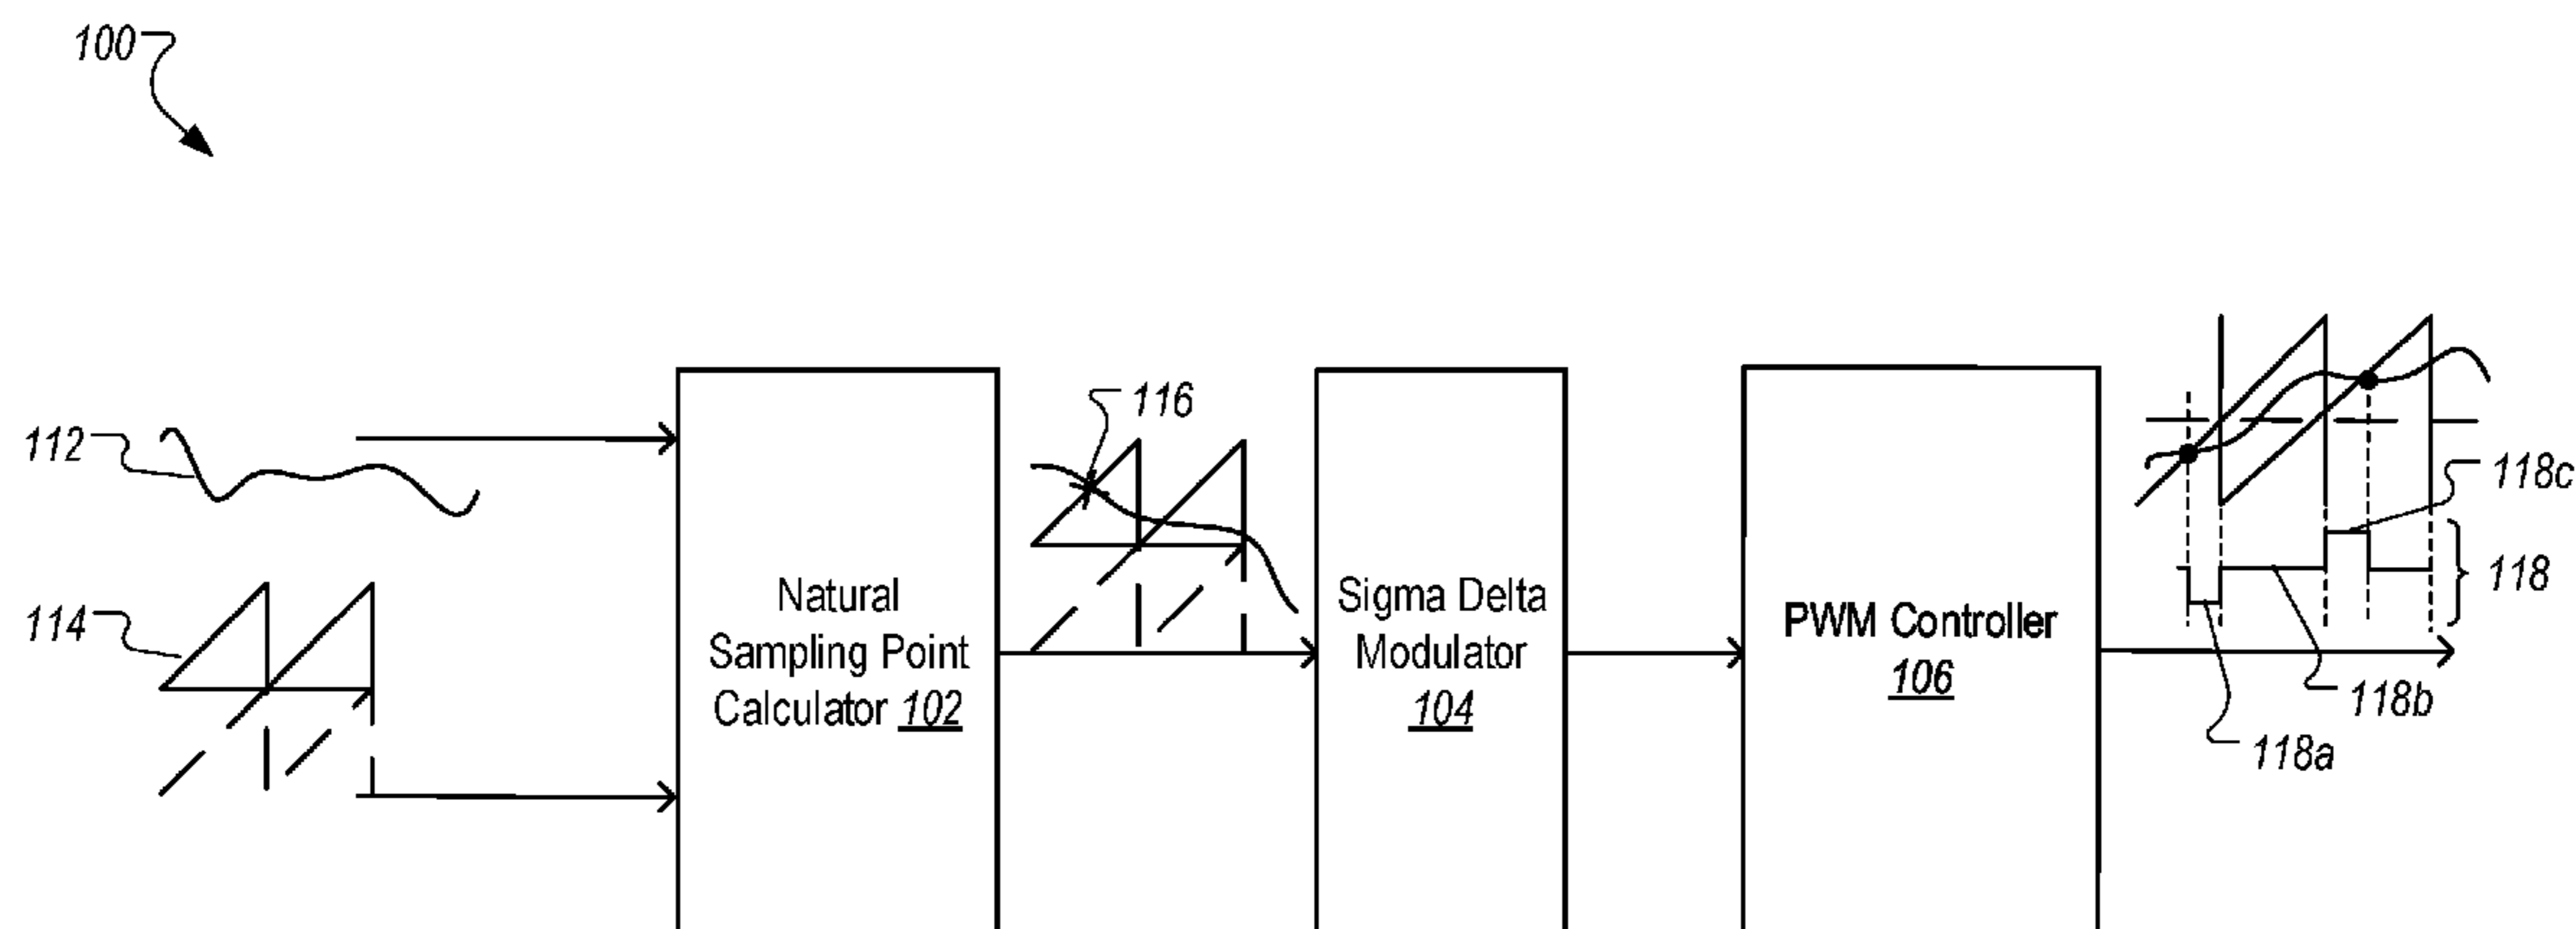 100
112
114
Natural
Sampling Point
Calculator 102
116
Sigma Delta
Modulator
104
PWM Controller
106
118c
118
118b
118a